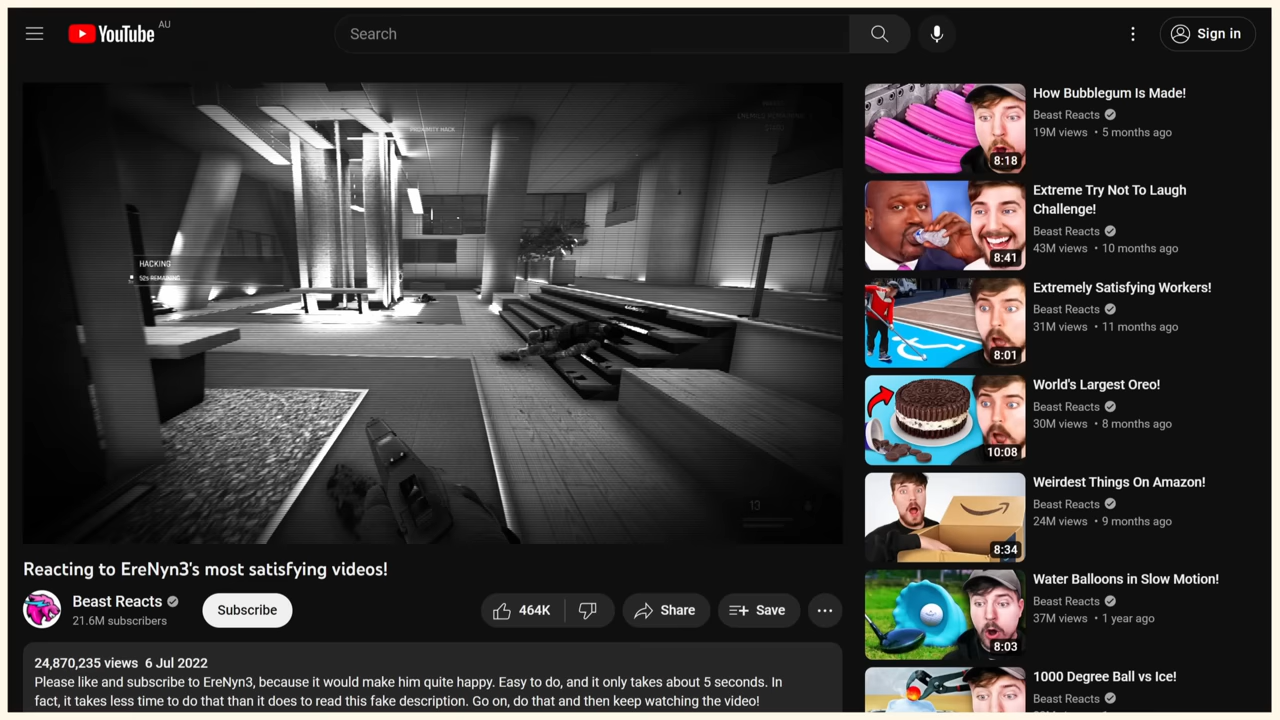 YouTube AU
Search
Sign in
PROXIMITY HACK
HACKING
52s REMAINING
13
Reacting to EreNyn3's most satisfying videos!
Beast Reacts
21.6M subscribers
Subscribe
464K
Share
Save
24,870,235 views 6 Jul 2022
Please like and subscribe to EreNyn3, because it would make him quite happy. Easy to do, and it only takes about 5 seconds. In
fact, it takes less time to do that than it does to read this fake description. Go on, do that and then keep watching the video!
8:18
How Bubblegum Is Made!
Beast Reacts
19M views • 5 months ago
8:41
Extreme Try Not To Laugh
Challenge!
Beast Reacts
43M views • 10 months ago
8:01
Extremely Satisfying Workers!
Beast Reacts
31M views • 11 months ago
10:08
World's Largest Oreo!
Beast Reacts
30M views • 8 months ago
8:34
Weirdest Things On Amazon!
Beast Reacts
24M views • 9 months ago
8:03
Water Balloons in Slow Motion!
Beast Reacts
37M views • 1 year ago
1000 Degree Ball vs Ice!
Beast Reacts